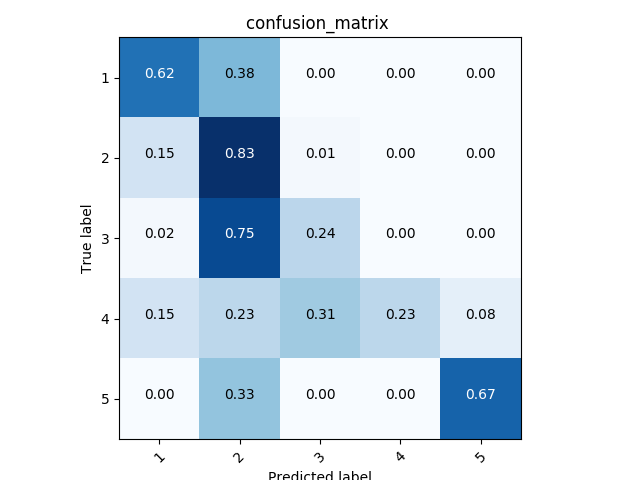 confusion_matrix
1 0.62 0.38 0.00 0.00 0.00
2 0.15 0.83 0.01 0.00 0.00
3 0.02 0.75 0.24 0.00 0.00
4 0.15 0.23 0.31 0.23 0.08
5 0.00 0.33 0.00 0.00 0.67
True label
1 2 3 4 5
Predicted label